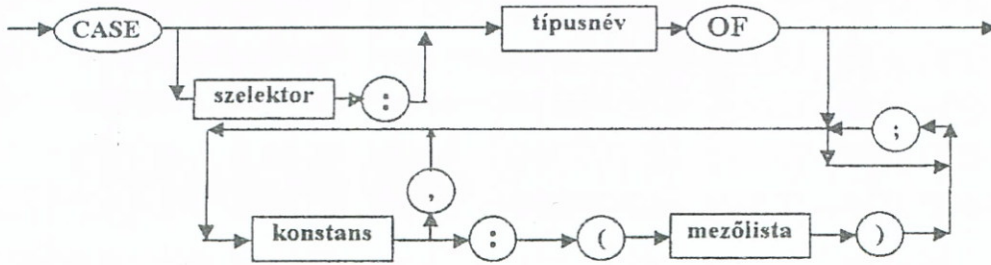 CASE típusnév OF
szelektor :
;
,
konstans : ( mezőlista )